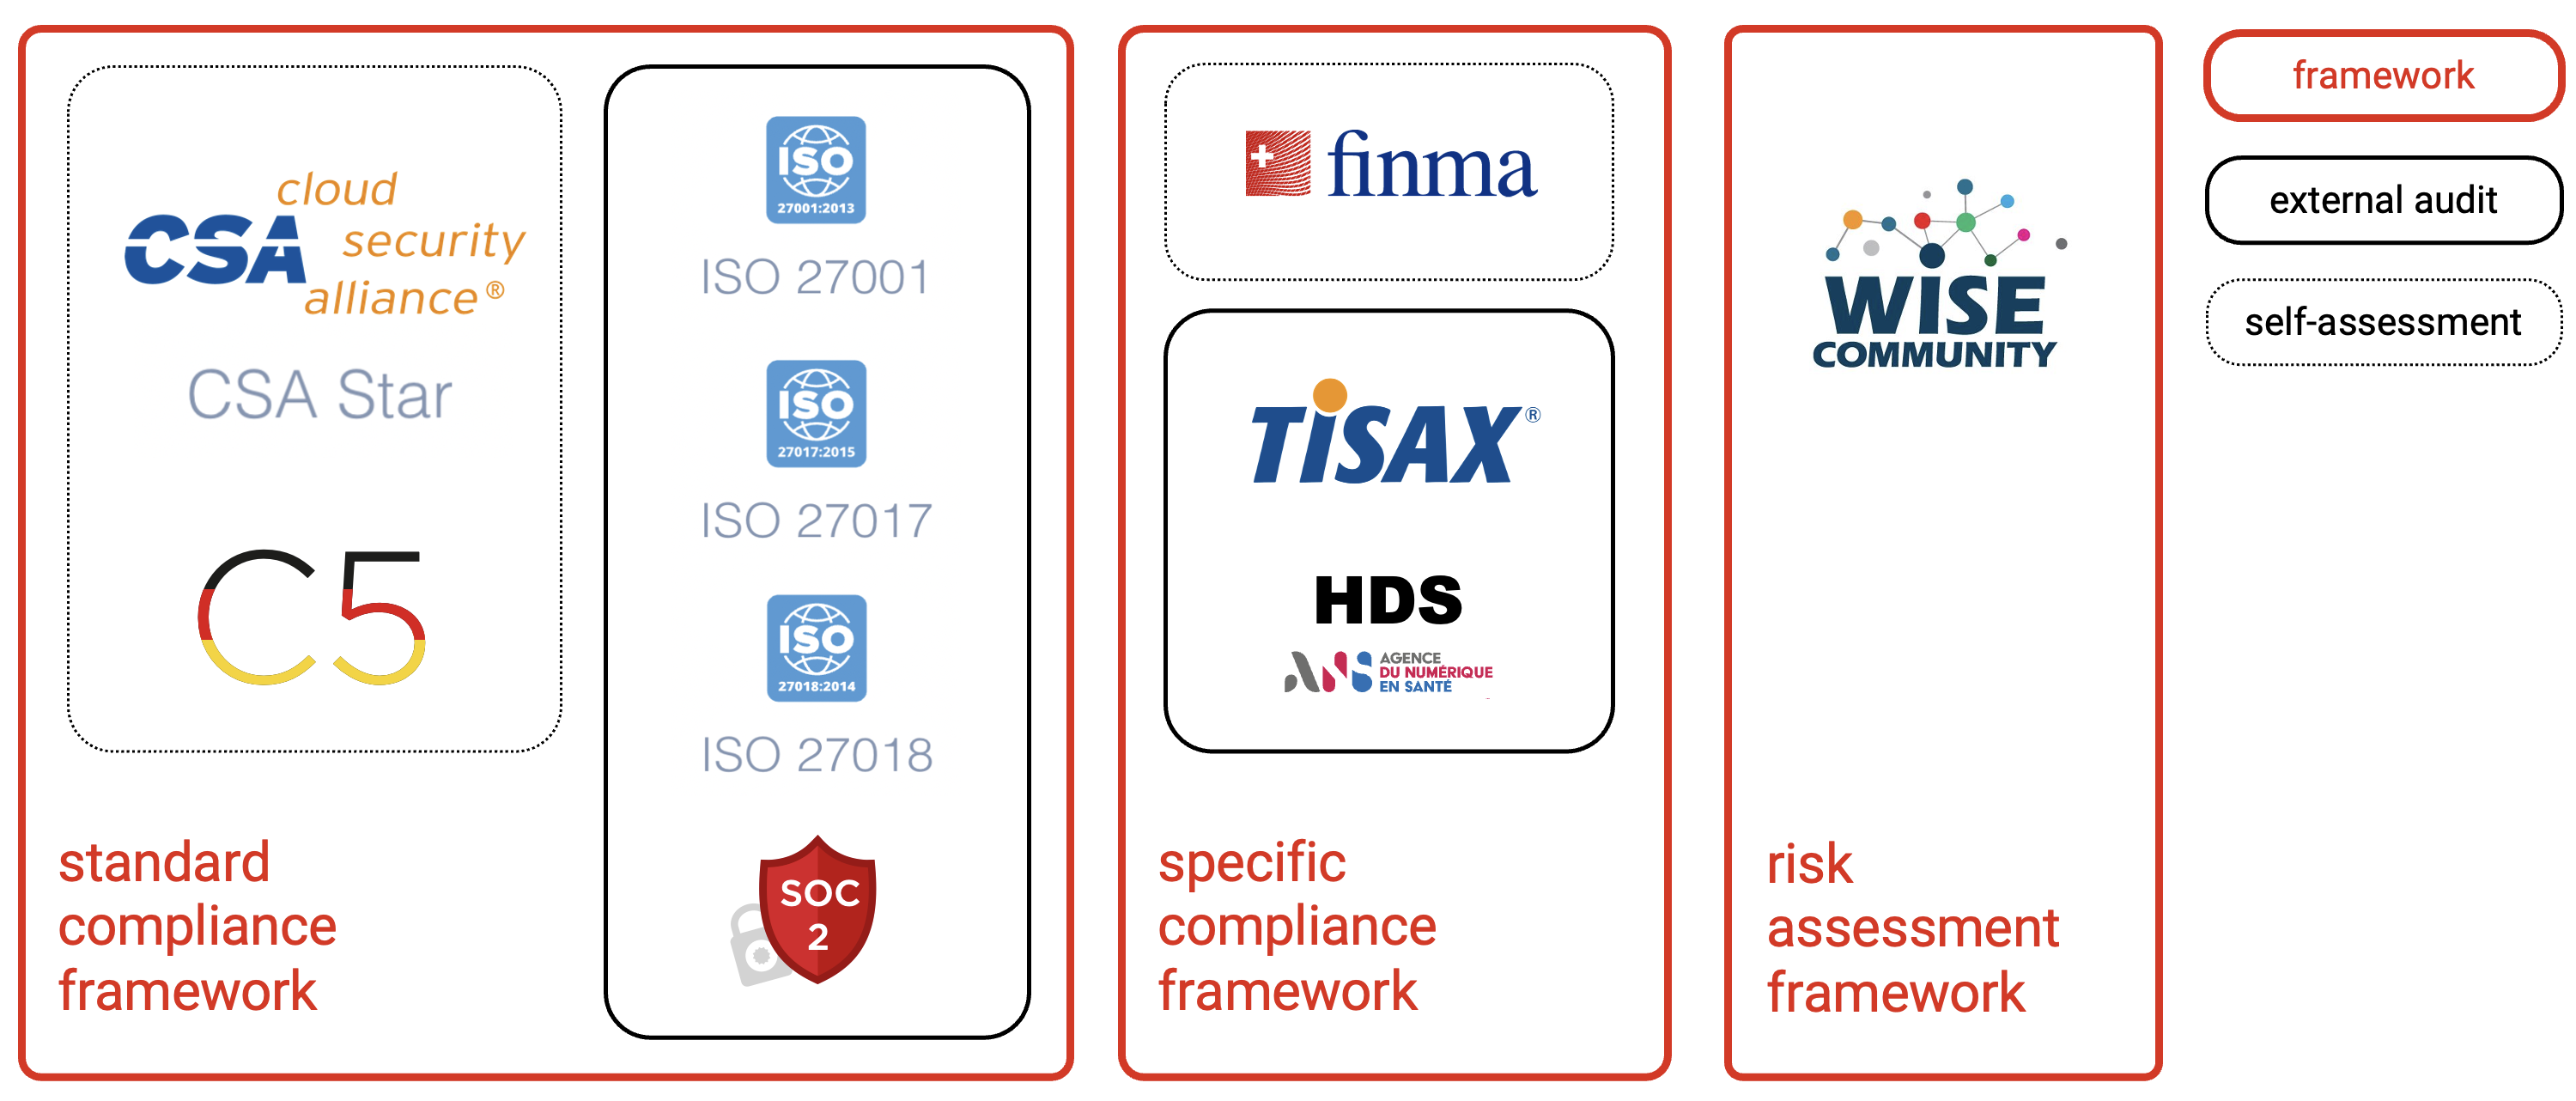 cloud
CSA security
alliance®
CSA Star
C5
standard
compliance
framework
ISO
27001:2013
ISO 27001
ISO
27017:2015
ISO 27017
ISO
27018:2014
ISO 27018
SOC
2
finma
TiSAX®
HDS
ANS AGENCE
DU NUMÉRIQUE
EN SANTÉ
specific
compliance
framework
WiSE
COMMUNITY
risk
assessment
framework
framework
external audit
self-assessment